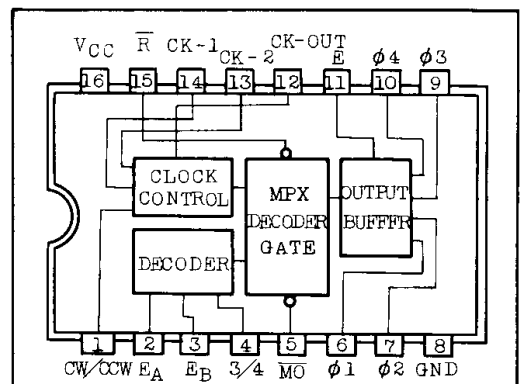 VCC R̅ CK-1 CK-2 CK-OUT E ϕ4 ϕ3
16 15 14 13 12 11 10 9
CLOCK
CONTROL
MPX
DECODER
GATE
OUTPUT
BUFFFR
DECODER
1 2 3 4 5 6 7 8
CW/CCW EA EB 3/4 M̅O̅ ϕ1 ϕ2 GND